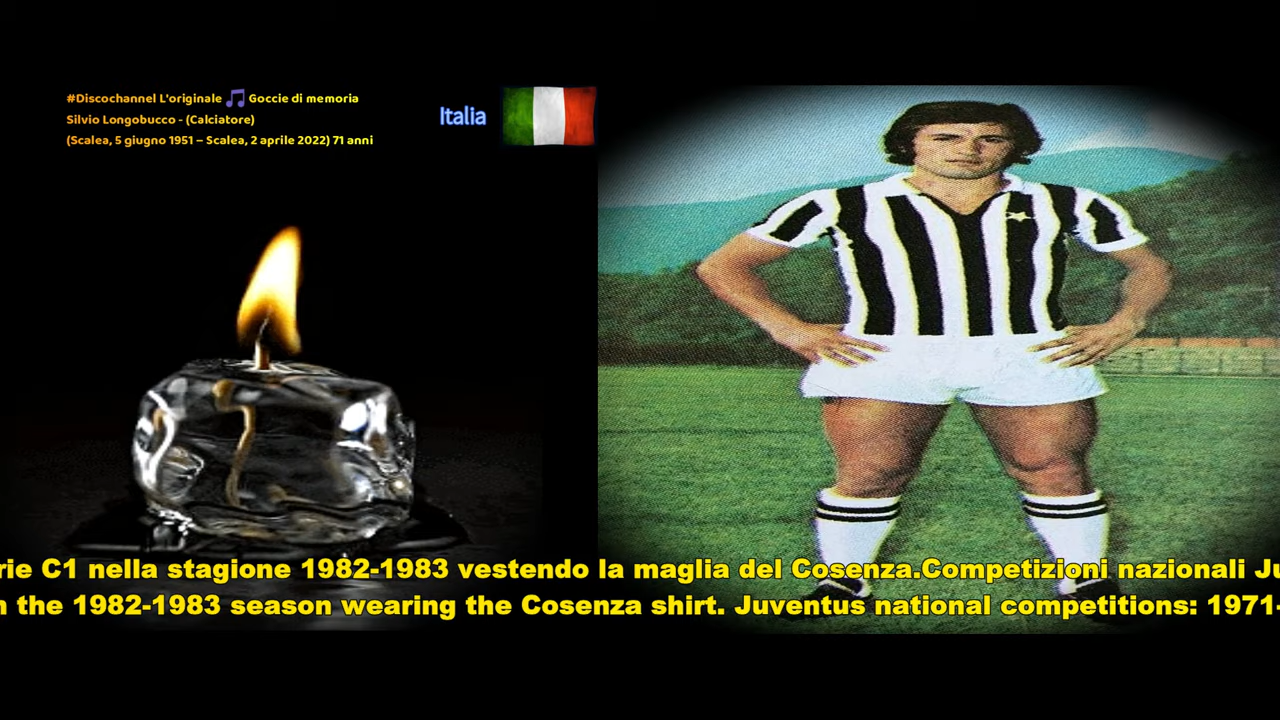 #Discochannel L'originale 🎵 Goccie di memoria
Silvio Longobucco - (Calciatore)
(Scalea, 5 giugno 1951 – Scalea, 2 aprile 2022) 71 anni
Italia
rie C1 nella stagione 1982-1983 vestendo la maglia del Cosenza.Competizioni nazionali Ju
n the 1982-1983 season wearing the Cosenza shirt. Juventus national competitions: 1971-